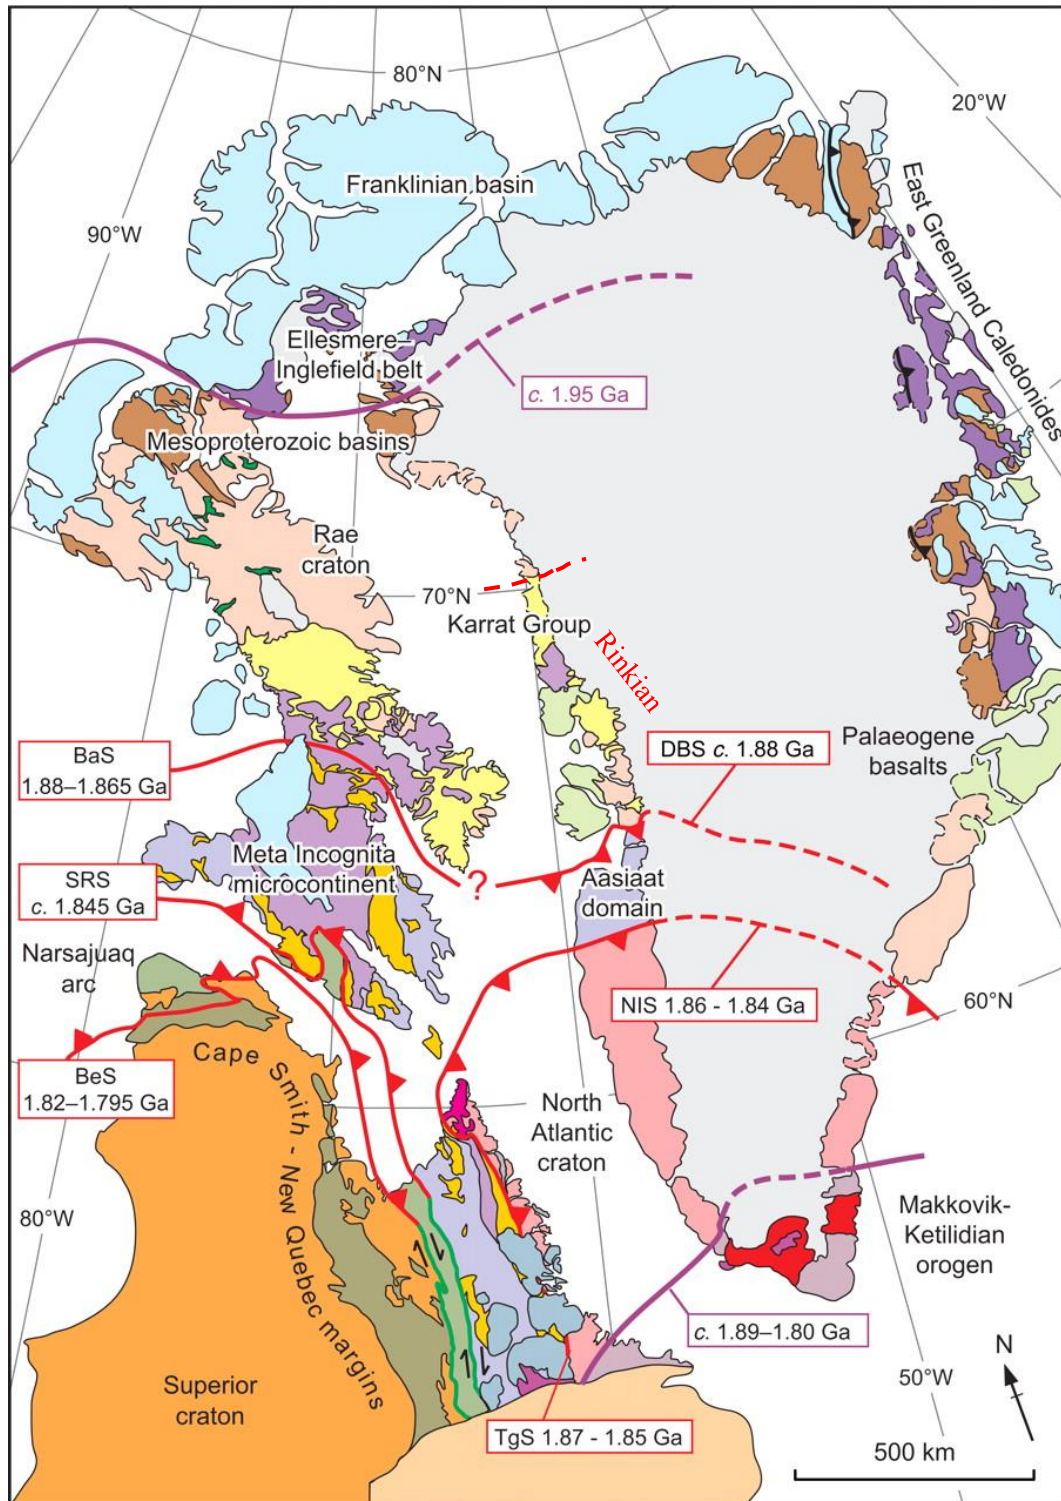 80°N
20°W
Franklinian basin
East Greenland Caledonides
90°W
Ellesmere–
Inglefield belt
c. 1.95 Ga
Mesoproterozoic basins
Rae
craton
70°N
Karrat Group
Rinkian
BaS
1.88–1.865 Ga
DBS c. 1.88 Ga
Palaeogene
basalts
Meta Incognita
microcontinent
?
SRS
c. 1.845 Ga
Aasiaat
domain
Narsajuaq
arc
NIS 1.86 - 1.84 Ga
60°N
BeS
1.82–1.795 Ga
Cape Smith - New Quebec margins
North
Atlantic
craton
80°W
Makkovik-
Ketilidian
orogen
c. 1.89–1.80 Ga
N
Superior
craton
50°W
TgS 1.87 - 1.85 Ga
500 km